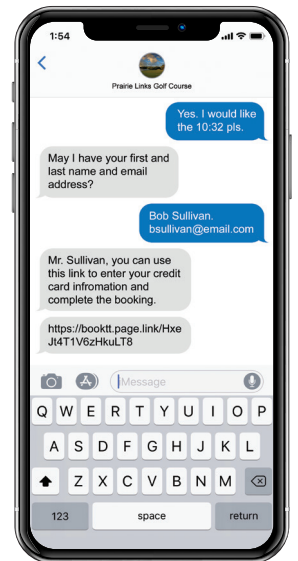 1:54
Prairie Links Golf Course
Yes. I would like
the 10:32 pls.
May I have your first and
last name and email
address?
Bob Sullivan.
bsullivan@email.com
Mr. Sullivan, you can use
this link to enter your credit
card infromation and
complete the booking.
https://booktt.page.link/Hxe
Jt4T1V6zHkuLT8
Message
Q W E R T Y U I O P
A S D F G H J K L
Z X C V B N M
123 space return